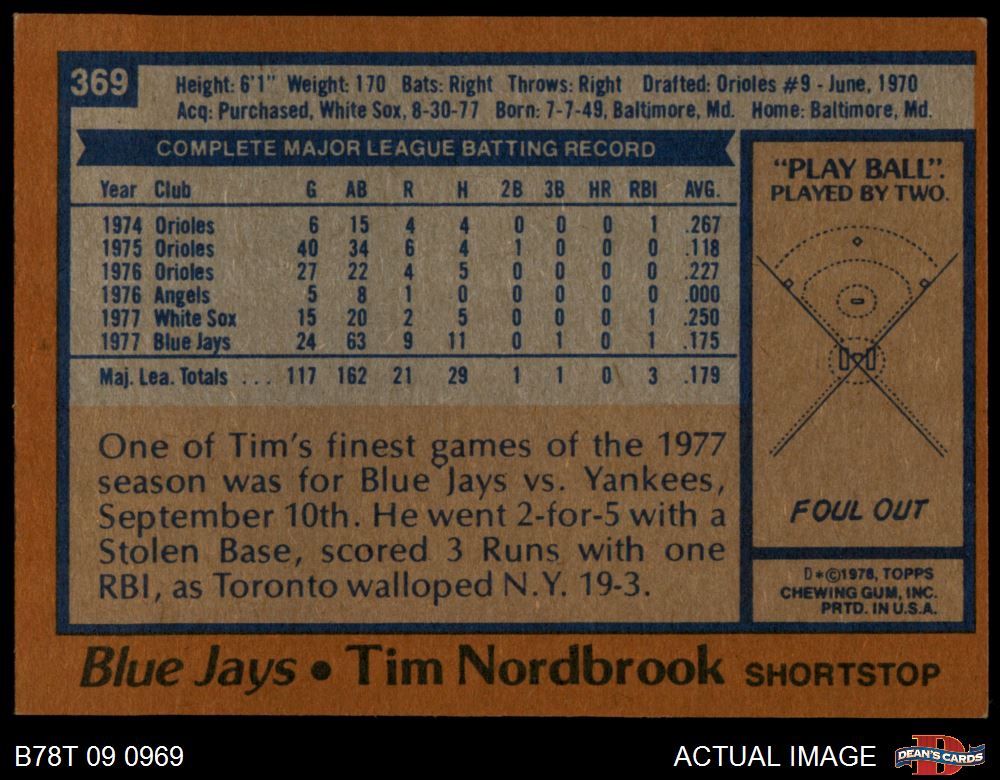 369
Height: 6'1" Weight: 170 Bats: Right Throws: Right Drafted: Orioles #9 - June, 1970
Acq: Purchased, White Sox, 8-30-77 Born: 7-7-49, Baltimore, Md. Home: Baltimore, Md.
COMPLETE MAJOR LEAGUE BATTING RECORD
Year Club G AB R H 2B 3B HR RBI AVG.
1974 Orioles 6 15 4 4 0 0 0 1 .267
1975 Orioles 40 34 6 4 1 0 0 0 .118
1976 Orioles 27 22 4 5 0 0 0 0 .227
1976 Angels 5 8 1 0 0 0 0 0 .000
1977 White Sox 15 20 2 5 0 0 0 1 .250
1977 Blue Jays 24 63 9 11 0 1 0 1 .175
Maj. Lea. Totals ... 117 162 21 29 1 1 0 3 .179
One of Tim's finest games of the 1977
season was for Blue Jays vs. Yankees,
September 10th. He went 2-for-5 with a
Stolen Base, scored 3 Runs with one
RBI, as Toronto walloped N.Y. 19-3.
"PLAY BALL".
PLAYED BY TWO.
FOUL OUT
D*©1978, TOPPS
CHEWING GUM, INC.
PRTD. IN U.S.A.
Blue Jays • Tim Nordbrook SHORTSTOP
B78T 09 0969
ACTUAL IMAGE
DEAN'S CARDS